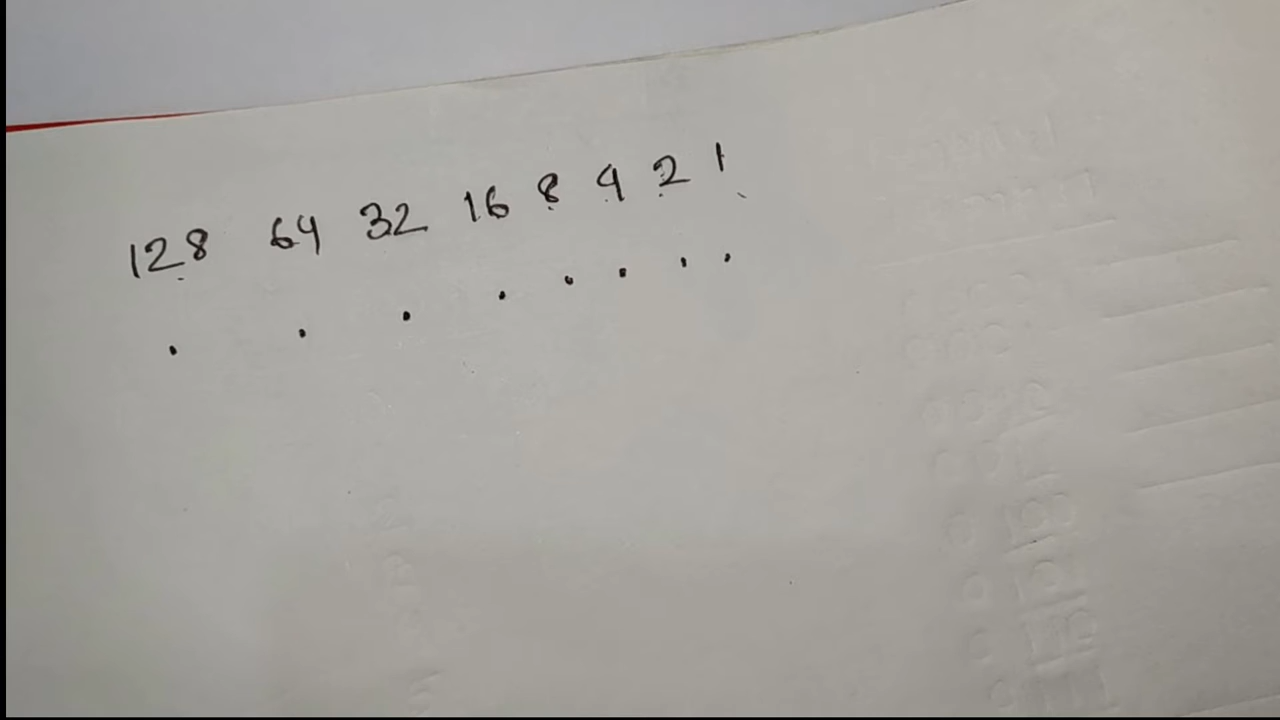 128 64 32 16 8 4 2 1
. . . . . . . .